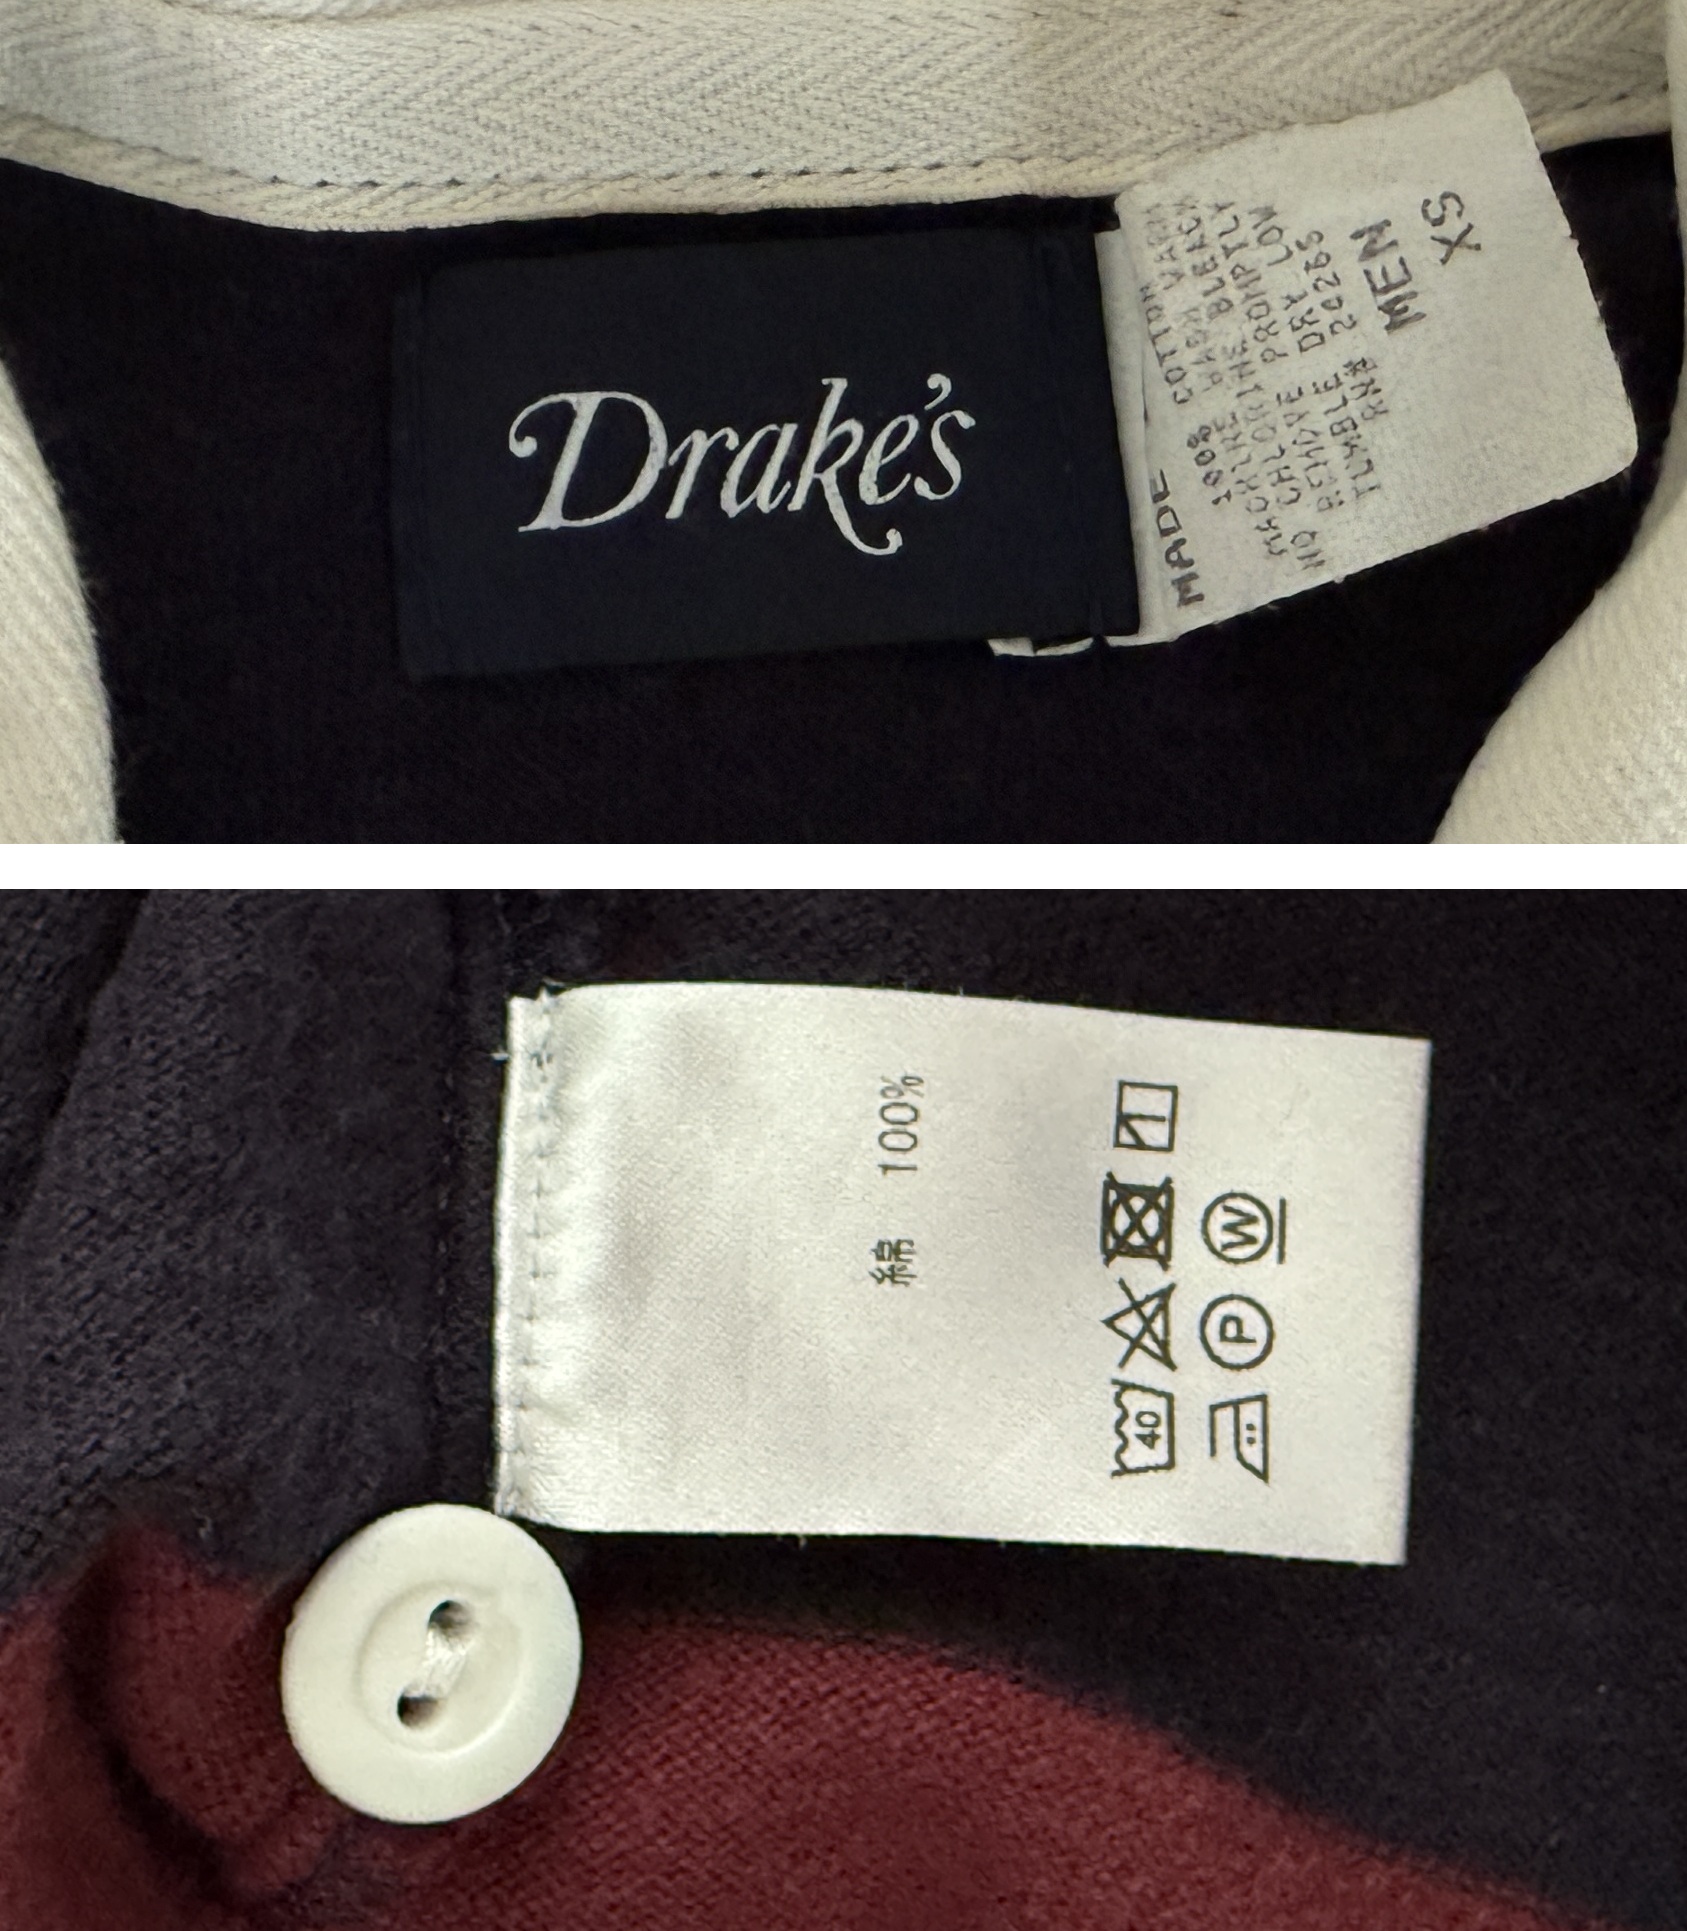 Drake's
MADE
100% COTTON
MACHINE WASH WARM
NO CHLORINE BLEACH
REMOVE PROMPTLY
TUMBLE DRY LOW
RN#
MEN
XS
綿 100%
40
P W